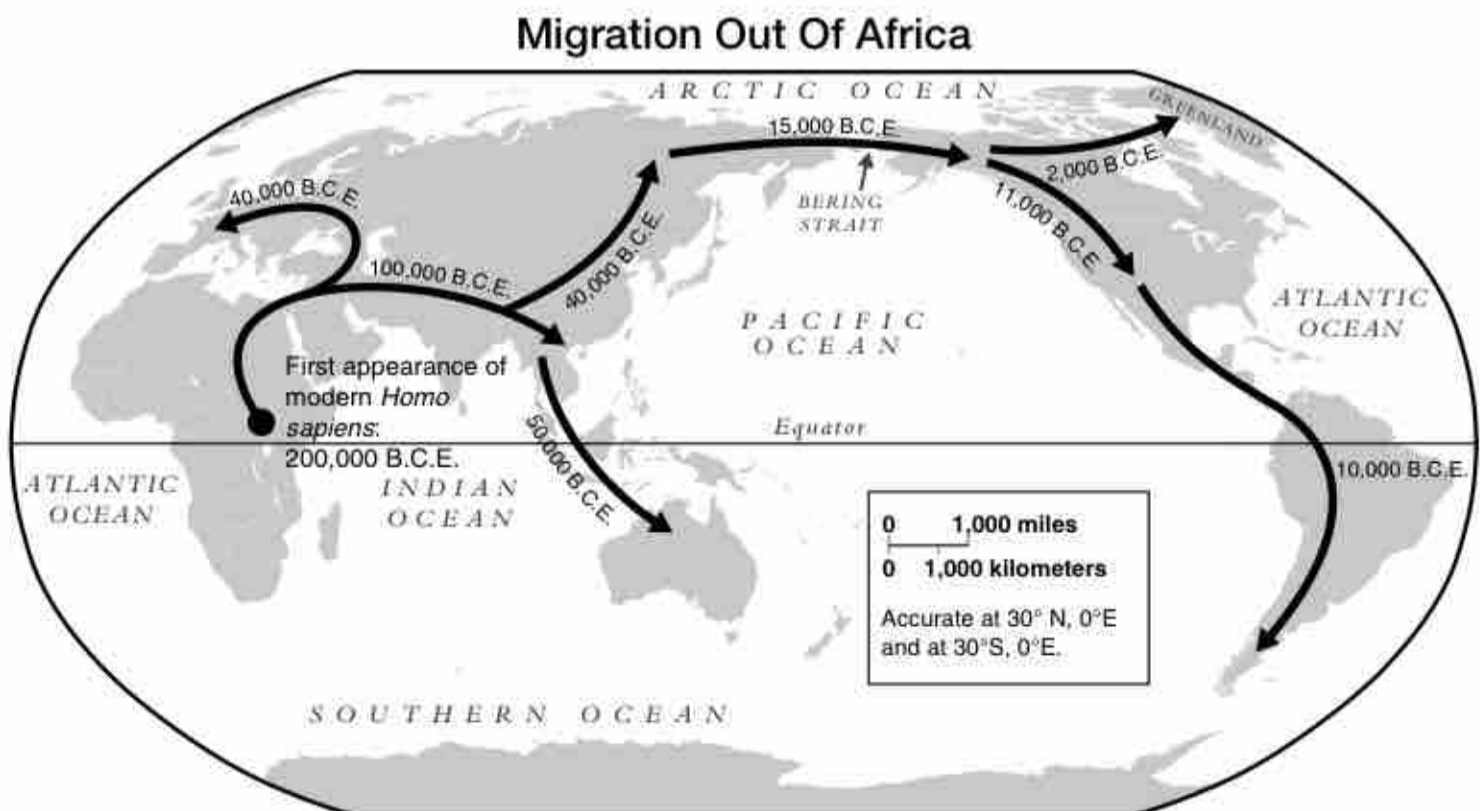 Migration Out Of Africa
ARCTIC OCEAN
GREENLAND
15,000 B.C.E.
2,000 B.C.E.
40,000 B.C.E.
BERING
STRAIT
11,000 B.C.E.
100,000 B.C.E.
40,000 B.C.E.
PACIFIC
OCEAN
ATLANTIC
OCEAN
First appearance of
modern Homo
sapiens:
200,000 B.C.E.
50,000 B.C.E.
Equator
10,000 B.C.E.
ATLANTIC
OCEAN
INDIAN
OCEAN
0 1,000 miles
0 1,000 kilometers
Accurate at 30° N, 0°E
and at 30°S, 0°E.
SOUTHERN OCEAN